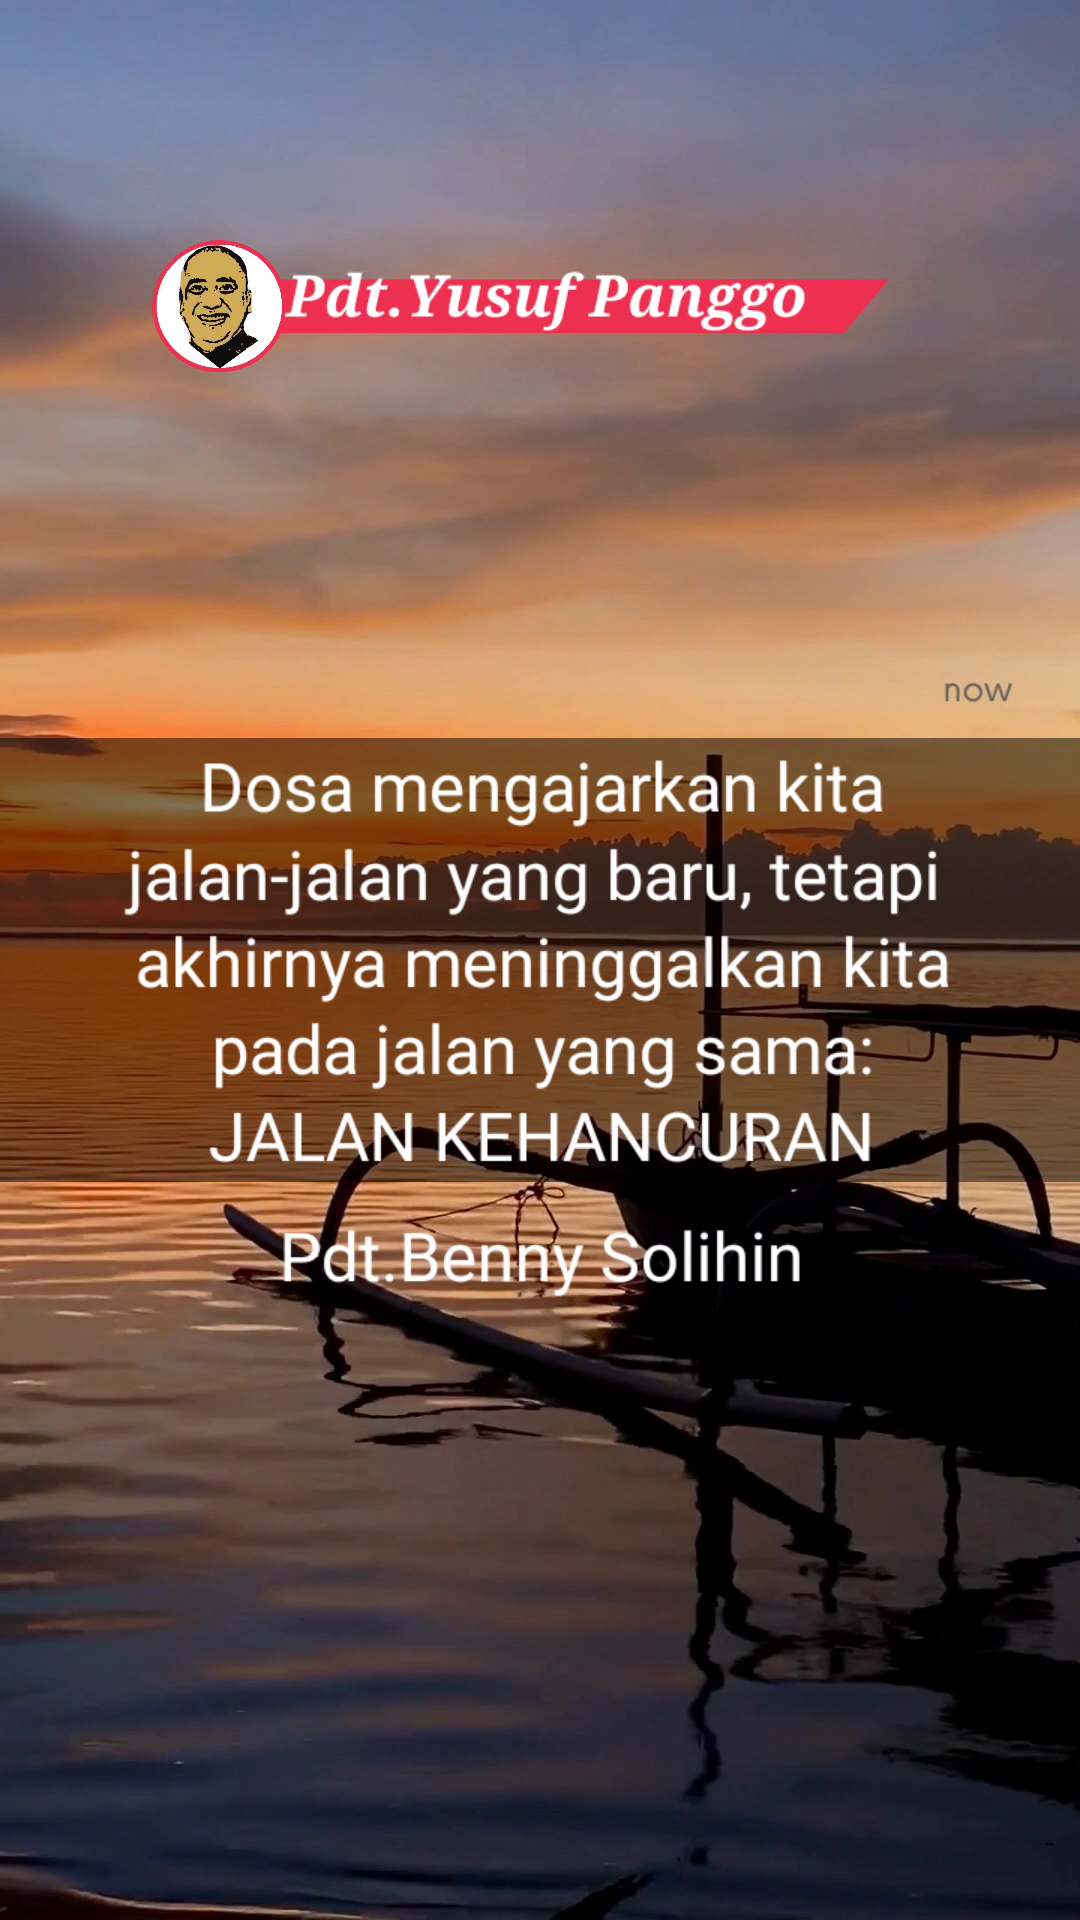 Pdt.Yusuf Panggo
now
Dosa mengajarkan kita
jalan-jalan yang baru, tetapi
akhirnya meninggalkan kita
pada jalan yang sama:
JALAN KEHANCURAN
Pdt.Benny Solihin